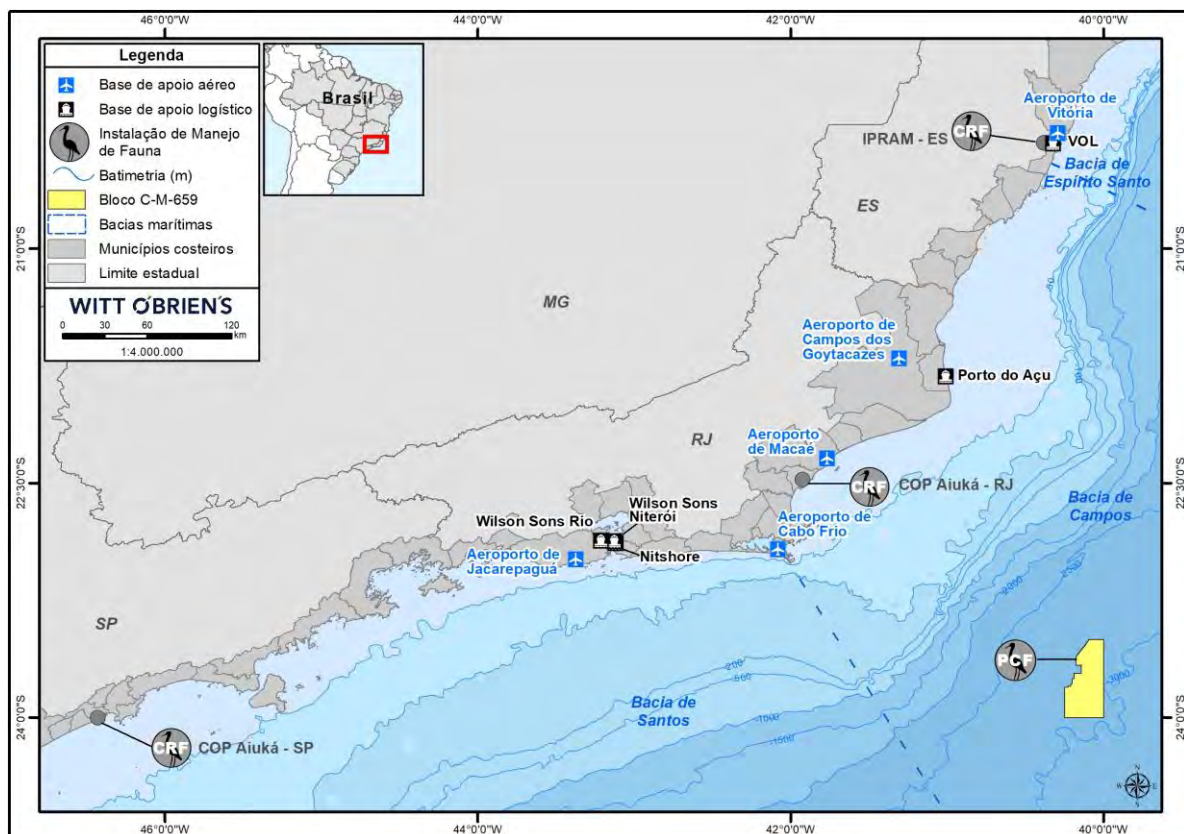 46°0'0"W
44°0'0"W
42°0'0"W
40°0'0"W
Legenda
Base de apoio aéreo
Base de apoio logístico
Instalação de Manejo
de Fauna
Batimetria (m)
Bloco C-M-659
Bacias marítimas
Municípios costeiros
Limite estadual
WITT O'BRIEN'S
0 30 60 120
km
1:4.000.000
Brasil
Aeroporto de
Vitória
IPRAM - ES
CRF
VOL
Bacia de
Espírito Santo
ES
21°0'0"S
21°0'0"S
MG
Aeroporto de
Campos dos
Goytacazes
Porto do Açu
RJ
Aeroporto
de Macaé
22°30'0"S
22°30'0"S
CRF
COP Aiuká - RJ
Bacia de
Campos
Wilson Sons
Niterói
Wilson Sons Rio
Nitshore
Aeroporto de
Cabo Frio
Aeroporto de
Jacarepaguá
SP
PCF
-50
-100
-2000
-2500
-3000
-200
-500
-1000
-1500
Bacia de
Santos
24°0'0"S
24°0'0"S
CRF
COP Aiuká - SP
N
W
E
S
46°0'0"W
44°0'0"W
42°0'0"W
40°0'0"W